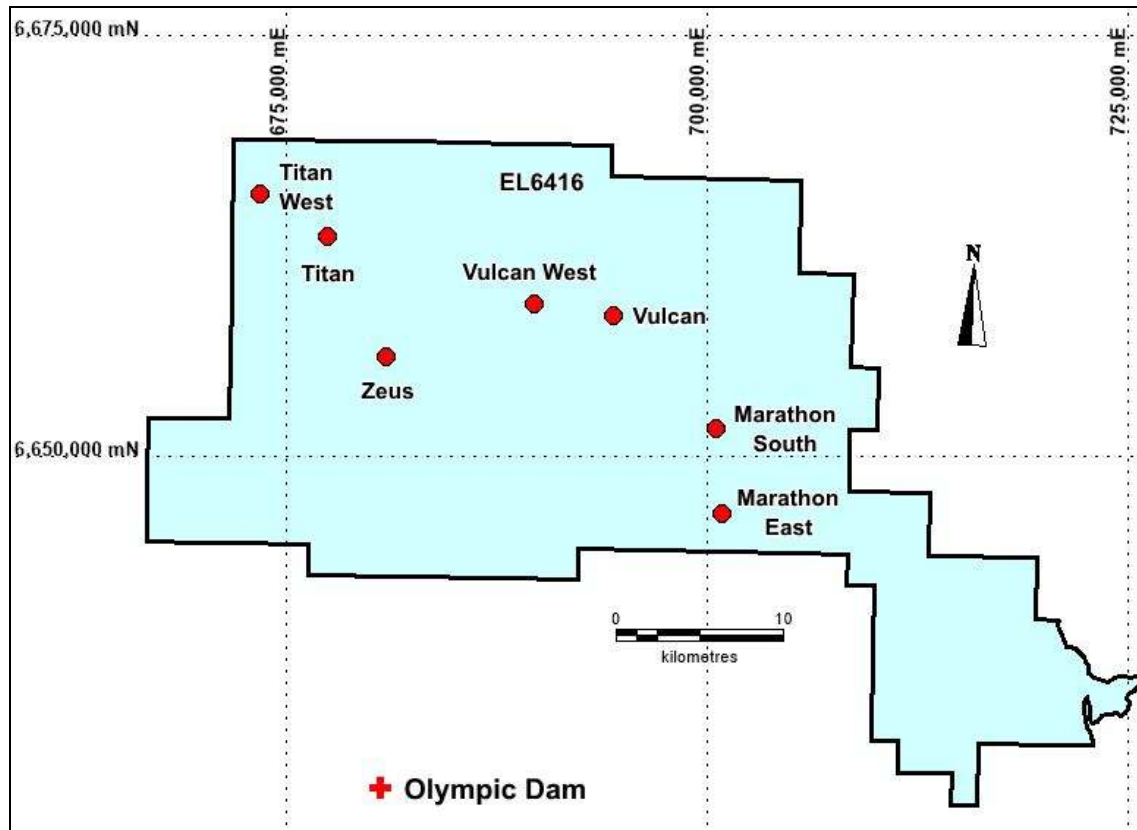 6,675,000 mN
675,000 mE
700,000 mE
725,000 mE
Titan
West
EL6416
Titan
Vulcan West
Vulcan
N
Zeus
Marathon
South
6,650,000 mN
Marathon
East
0 10
kilometres
Olympic Dam